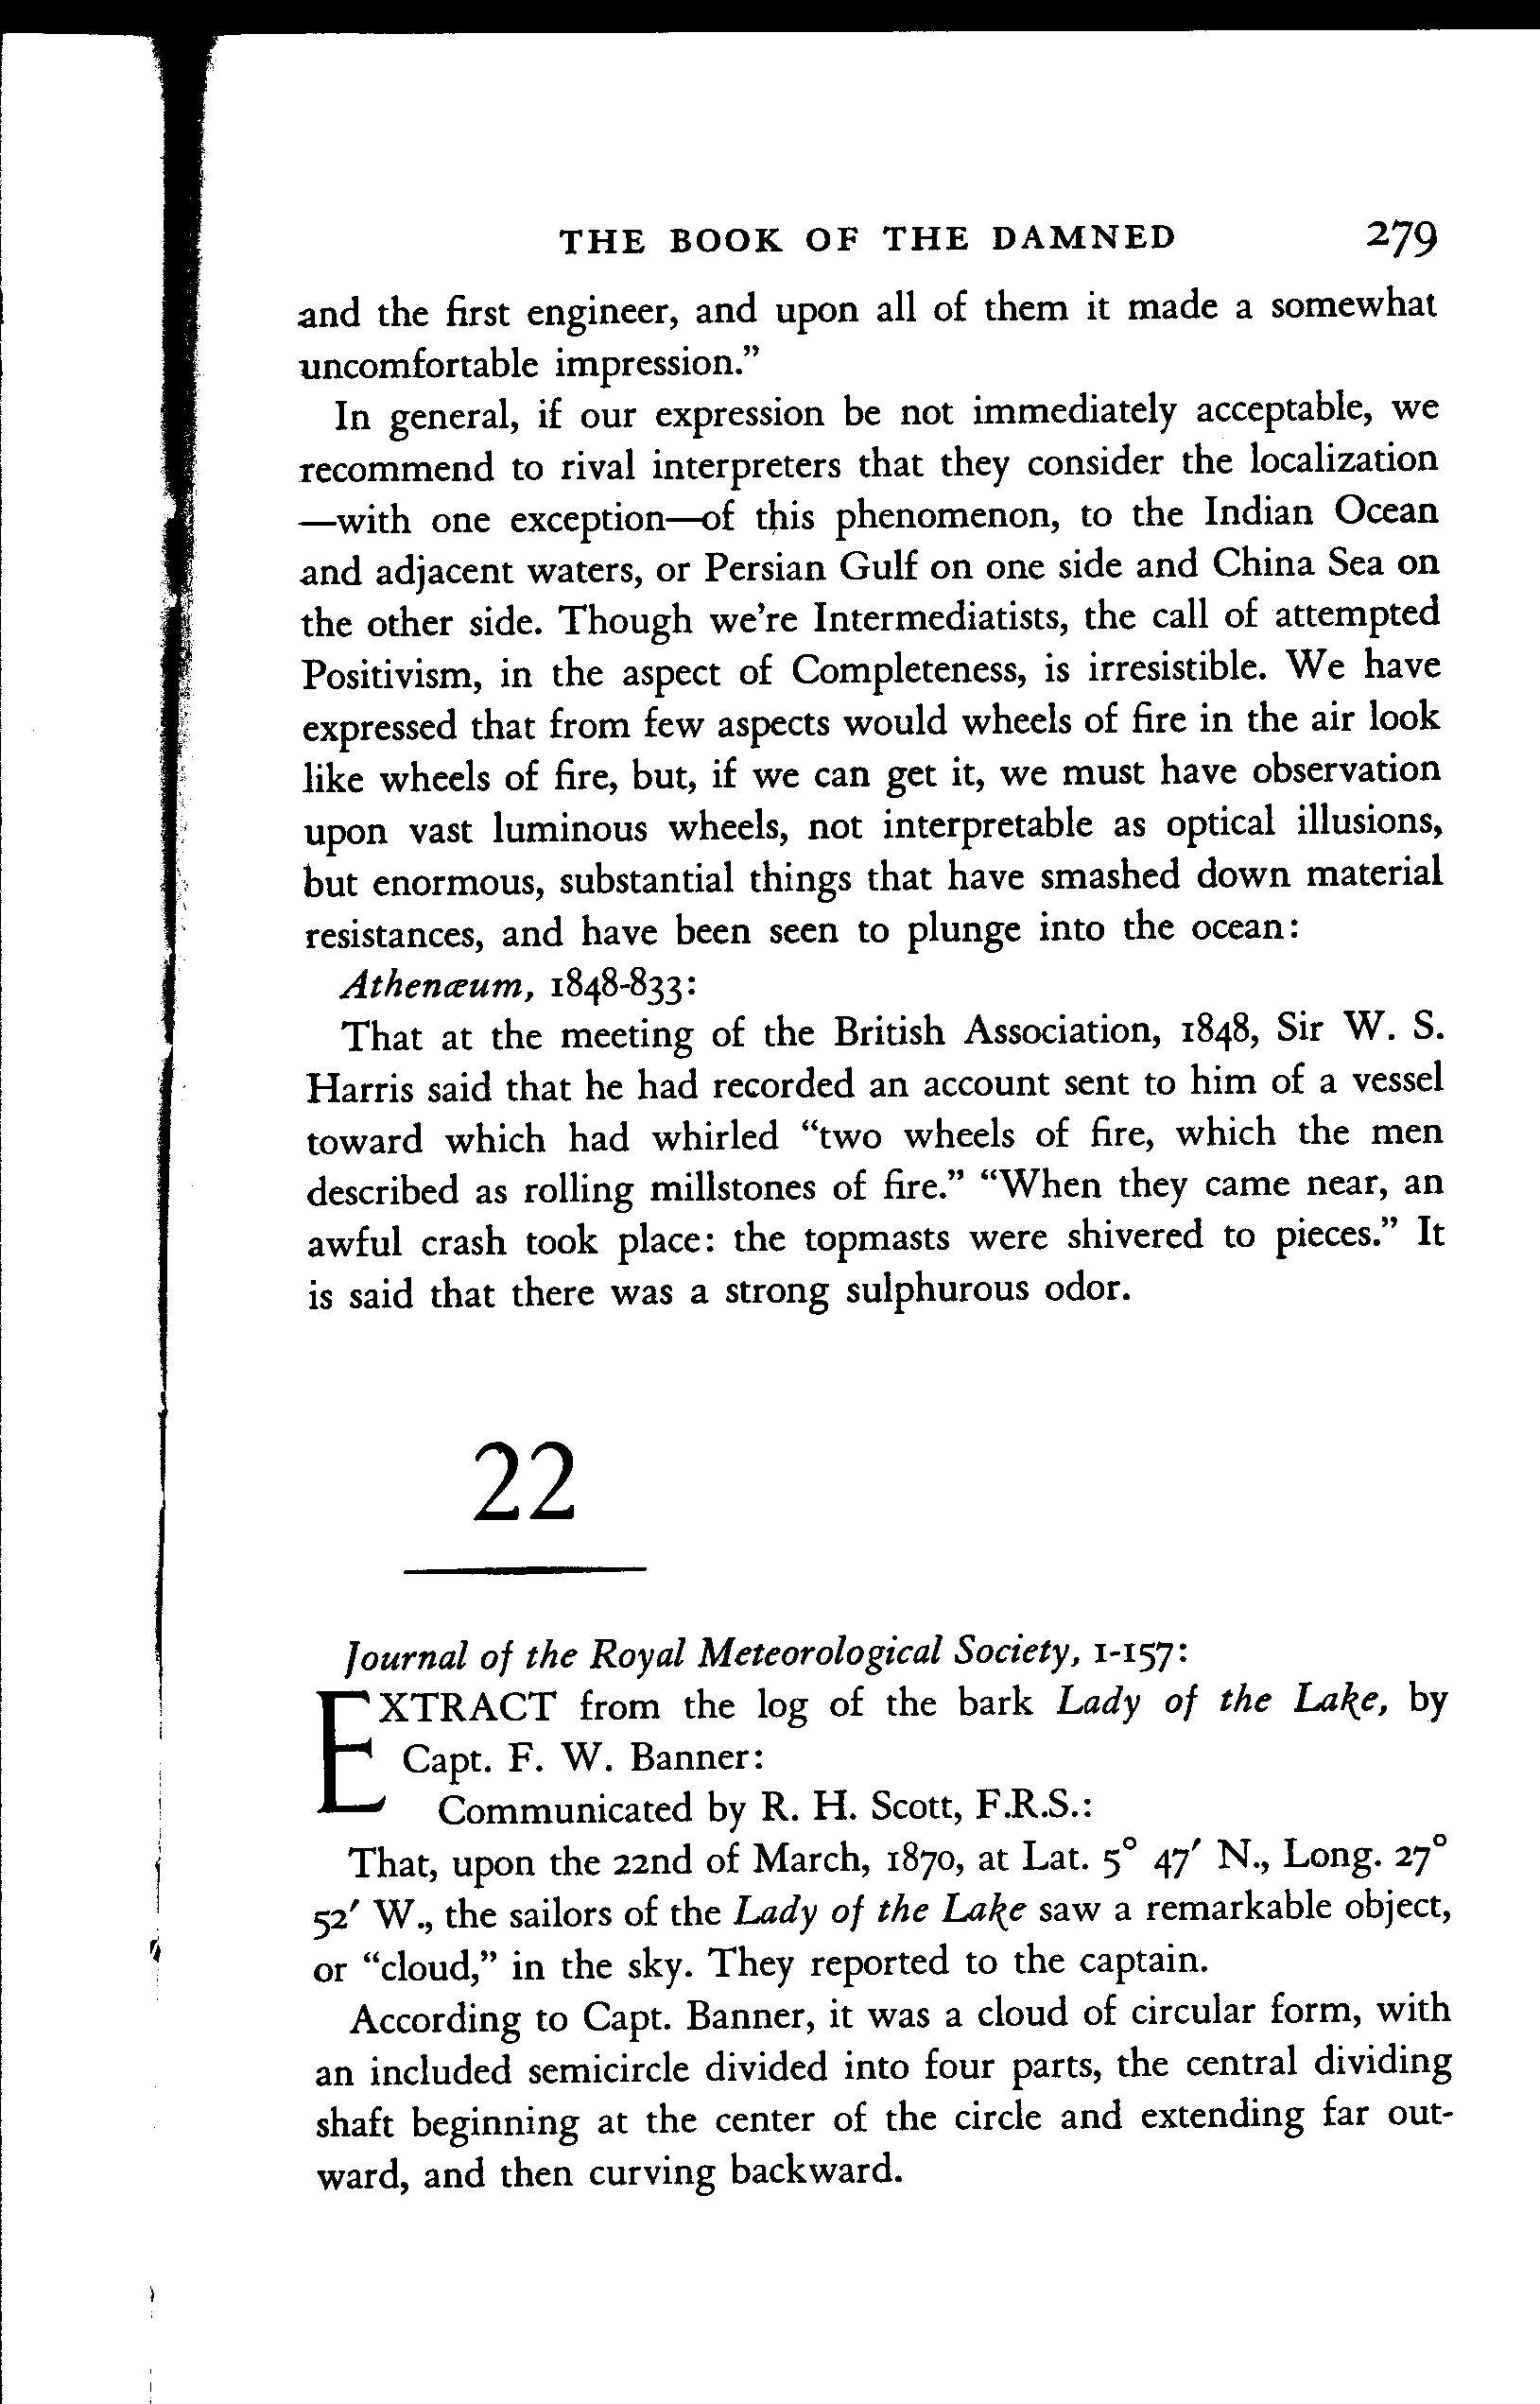 THE BOOK OF THE DAMNED 279
and the first engineer, and upon all of them it made a somewhat
uncomfortable impression.”
In general, if our expression be not immediately acceptable, we
recommend to rival interpreters that they consider the localization
—with one exception—of this phenomenon, to the Indian Ocean
and adjacent waters, or Persian Gulf on one side and China Sea on
the other side. Though we’re Intermediatists, the call of attempted
Positivism, in the aspect of Completeness, is irresistible. We have
expressed that from few aspects would wheels of fire in the air look
like wheels of fire, but, if we can get it, we must have observation
upon vast luminous wheels, not interpretable as optical illusions,
but enormous, substantial things that have smashed down material
resistances, and have been seen to plunge into the ocean:
Athenæum, 1848-833:
That at the meeting of the British Association, 1848, Sir W. S.
Harris said that he had recorded an account sent to him of a vessel
toward which had whirled “two wheels of fire, which the men
described as rolling millstones of fire.” “When they came near, an
awful crash took place: the topmasts were shivered to pieces.” It
is said that there was a strong sulphurous odor.
22
Journal of the Royal Meteorological Society, 1-157:
EXTRACT from the log of the bark Lady of the Lake, by
Capt. F. W. Banner:
Communicated by R. H. Scott, F.R.S.:
That, upon the 22nd of March, 1870, at Lat. 5° 47′ N., Long. 27°
52′ W., the sailors of the Lady of the Lake saw a remarkable object,
or “cloud,” in the sky. They reported to the captain.
According to Capt. Banner, it was a cloud of circular form, with
an included semicircle divided into four parts, the central dividing
shaft beginning at the center of the circle and extending far out-
ward, and then curving backward.